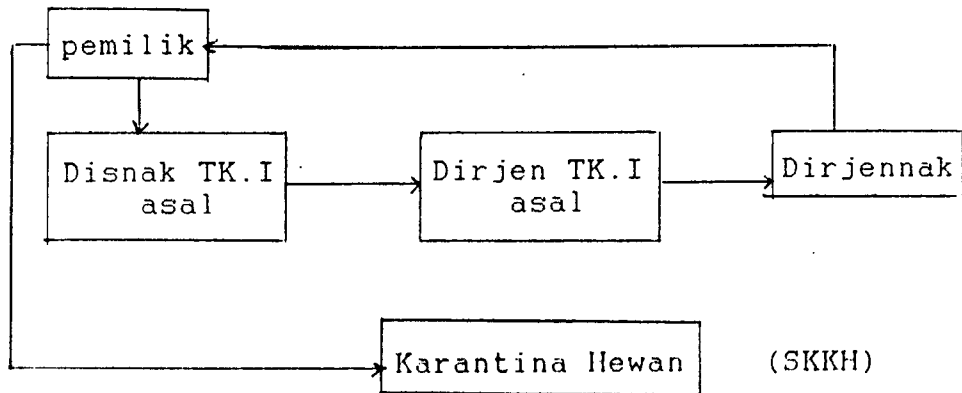 pemilik
Disnak TK.I
asal
Dirjen TK.I
asal
Dirjennak
Karantina Hewan
(SKKH)